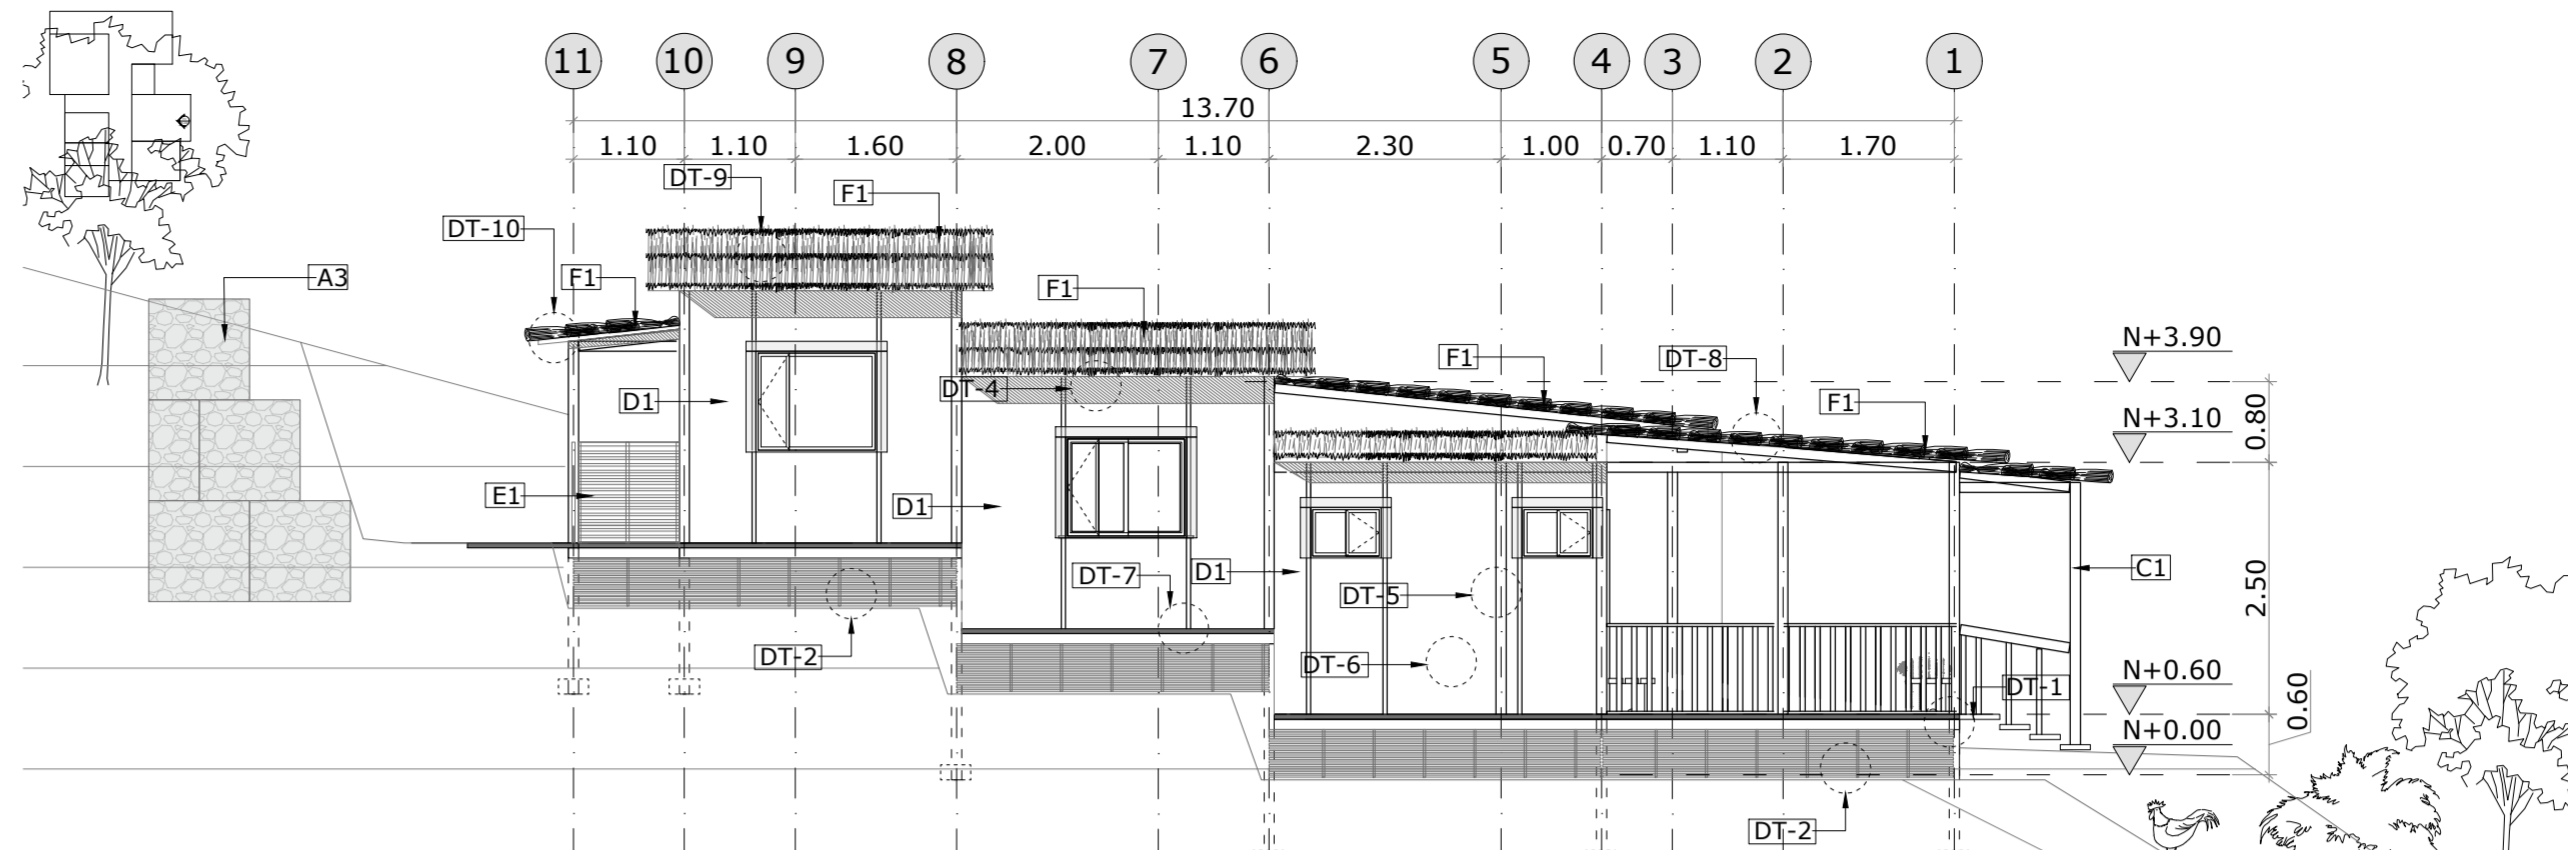 11 10 9 8 7 6 5 4 3 2 1
13.70
1.10 1.10 1.60 2.00 1.10 2.30 1.00 0.70 1.10 1.70
DT-9
F1
DT-10
F1
A3
F1
N+3.90
F1
DT-8
DT-4
D1
F1
N+3.10
0.80
E1
D1
DT-7
D1
DT-5
C1
2.50
DT-2
DT-6
N+0.60
DT-1
0.60
N+0.00
DT-2